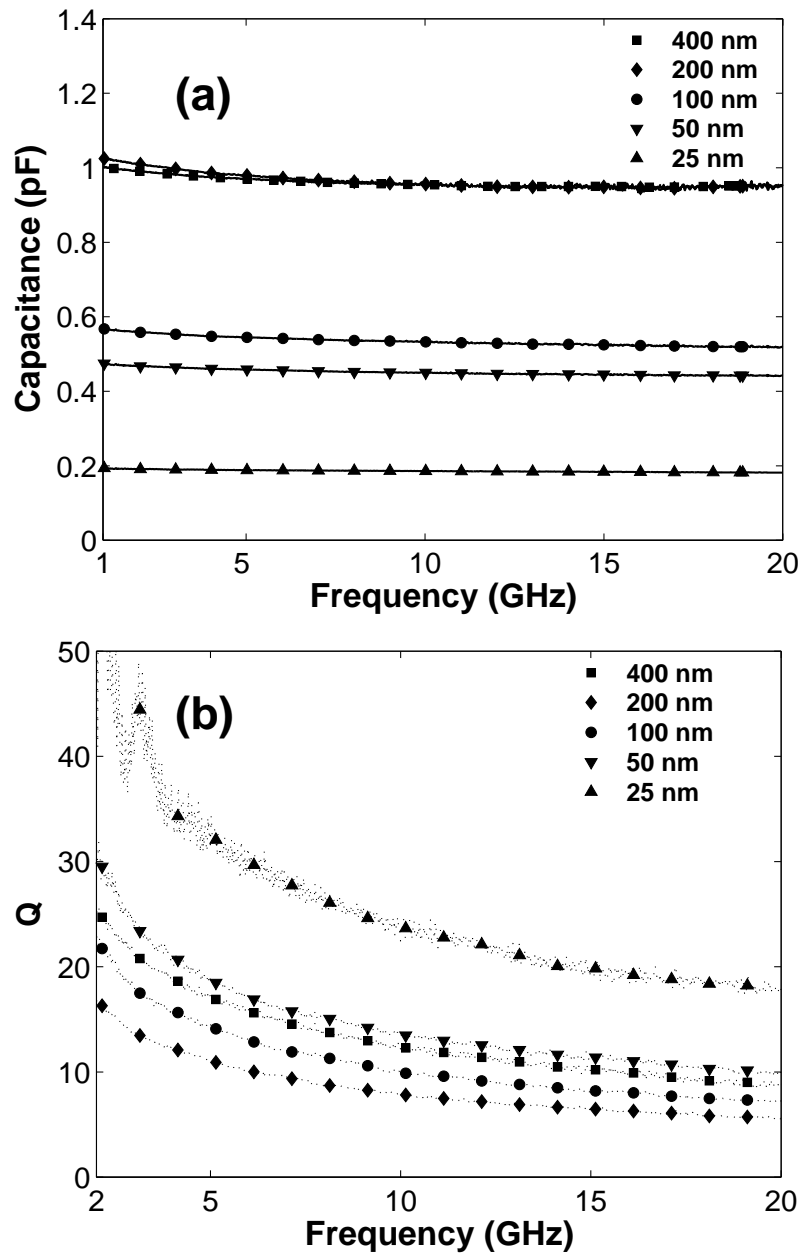 1.4
1.2
1
0.8
0.6
0.4
0.2
0
Capacitance (pF)
(a)
400 nm
200 nm
100 nm
50 nm
25 nm
1 5 10 15 20
Frequency (GHz)
50
40
30
20
10
0
Q
(b)
400 nm
200 nm
100 nm
50 nm
25 nm
2 5 10 15 20
Frequency (GHz)